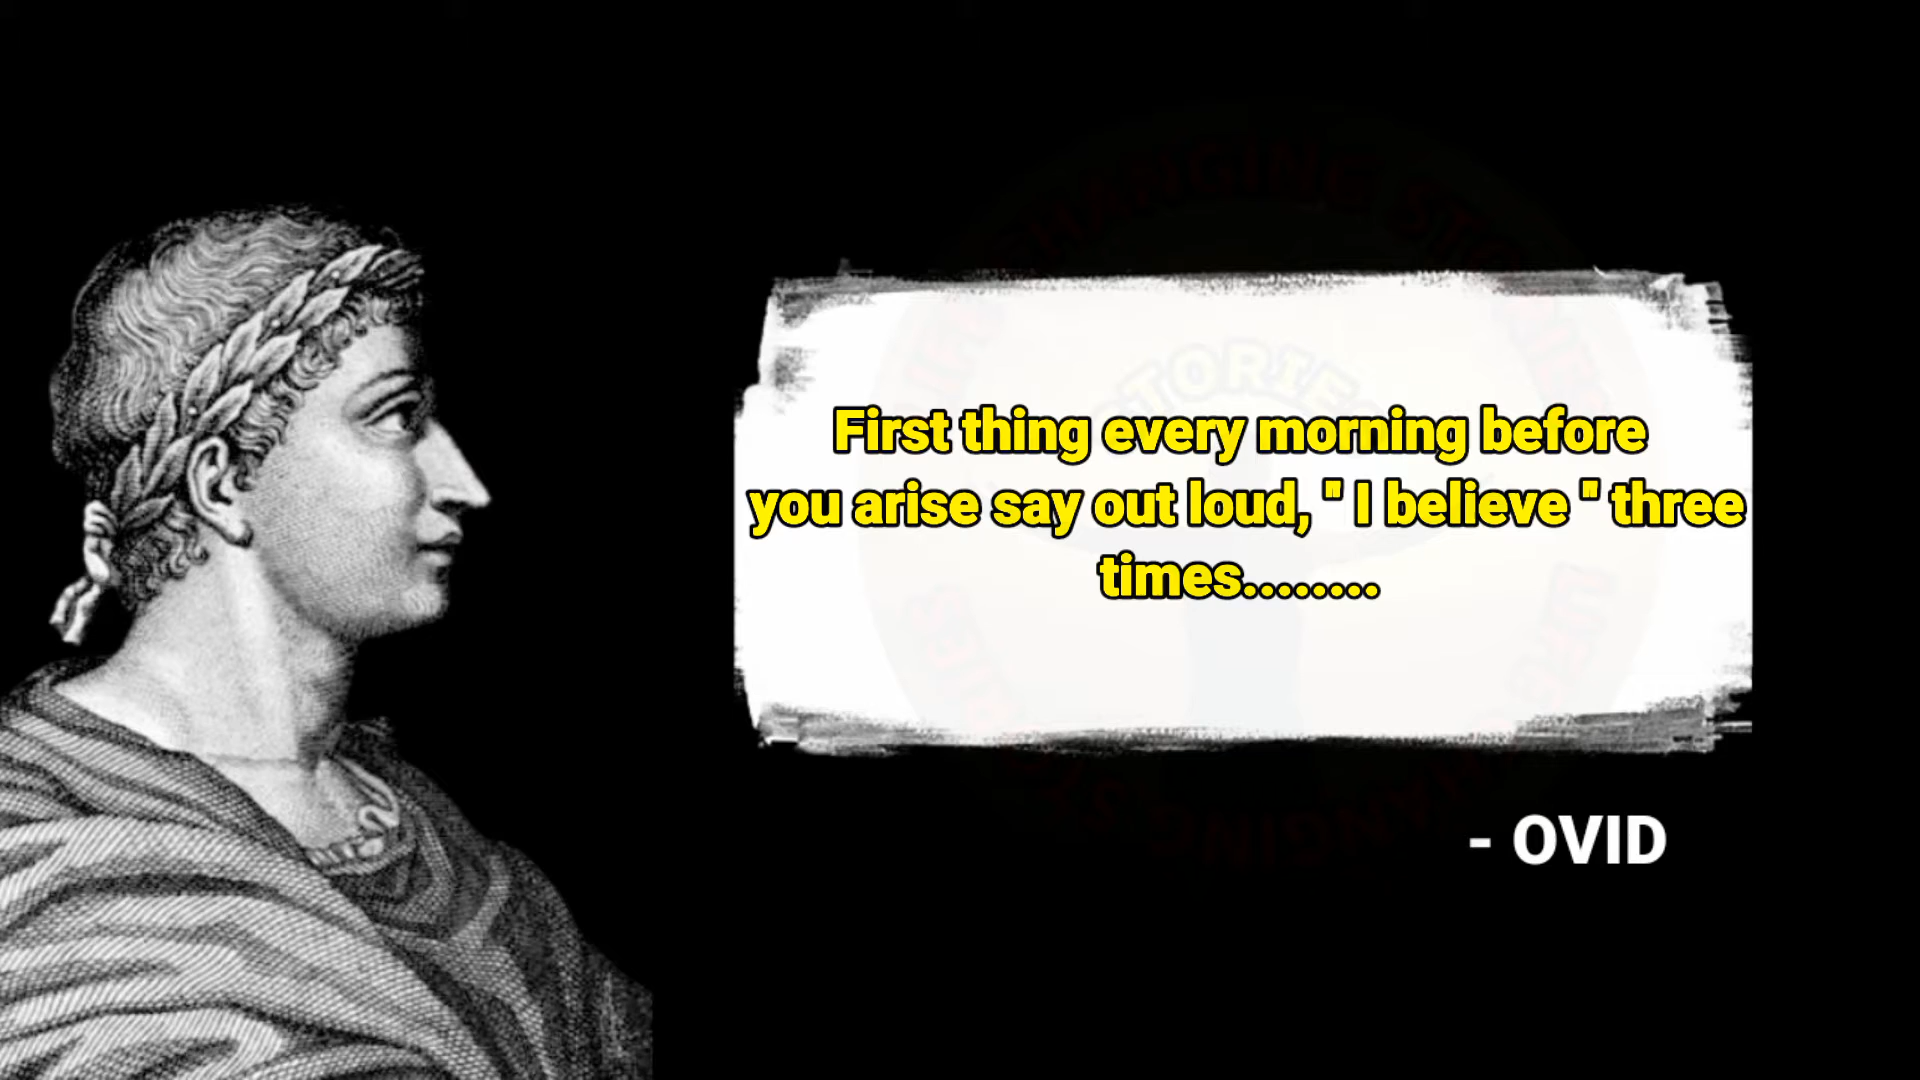 First thing every morning before
you arise say out loud, " I believe " three
times........
- OVID